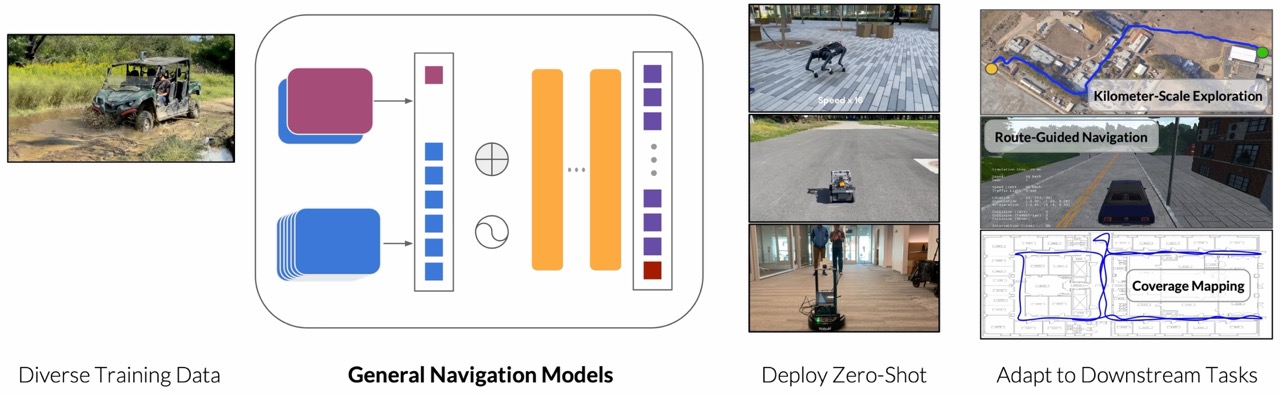 Speed x 16
Kilometer-Scale Exploration
Route-Guided Navigation
Coverage Mapping
Diverse Training Data
General Navigation Models
Deploy Zero-Shot
Adapt to Downstream Tasks